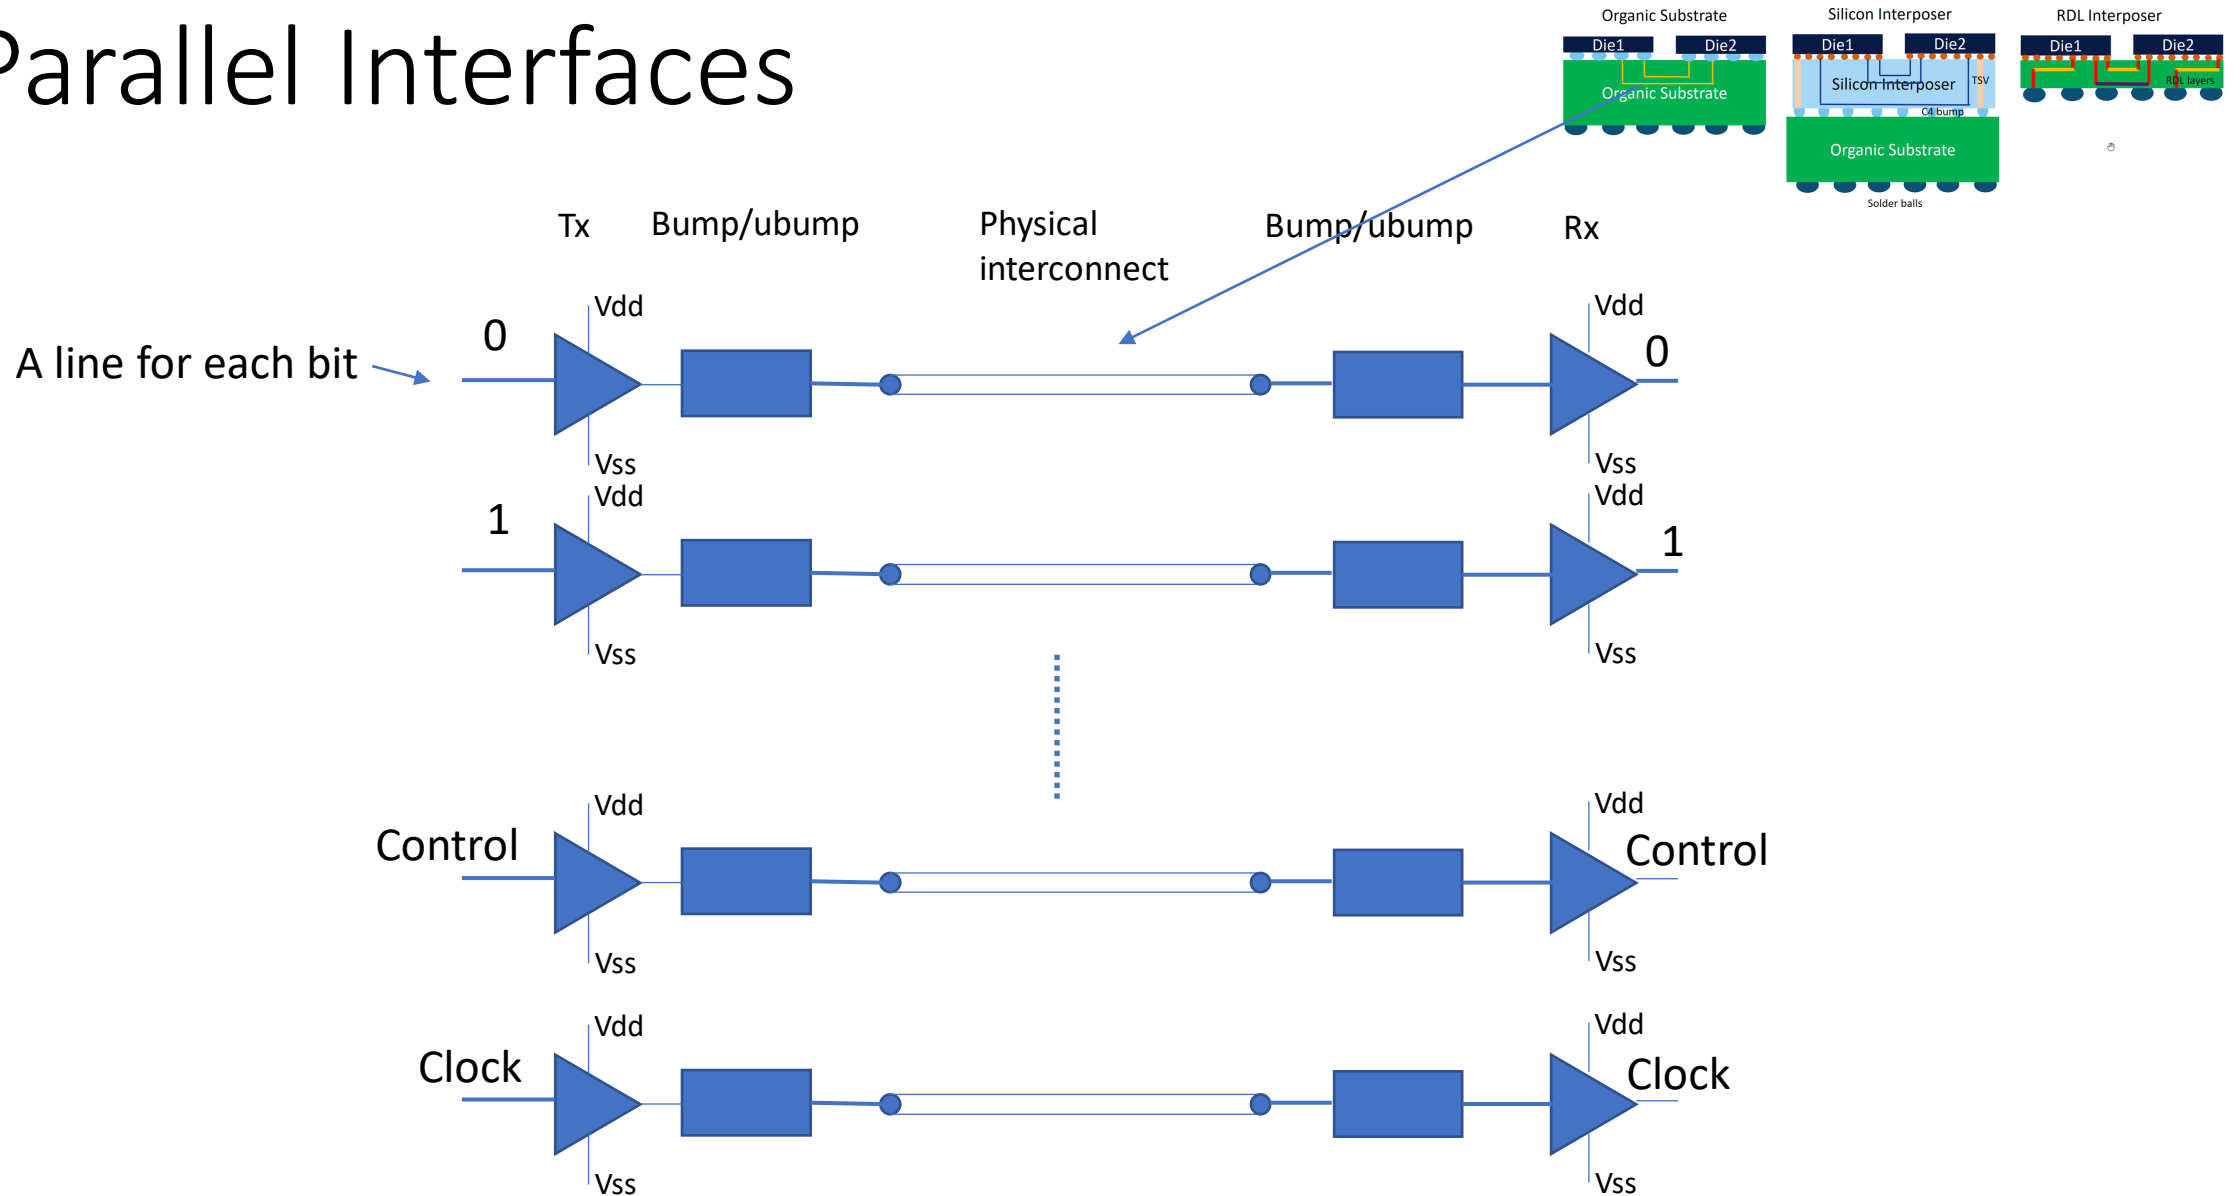 Parallel Interfaces
Organic Substrate
Die1
Die2
Organic Substrate
Silicon Interposer
Die1
Die2
Silicon Interposer
TSV
C4 bump
Organic Substrate
Solder balls
RDL Interposer
Die1
Die2
RDL layers
Tx
Bump/ubump
Physical
interconnect
Bump/ubump
Rx
A line for each bit
0
Vdd
Vss
Vdd
0
Vss
1
Vdd
Vss
Vdd
1
Vss
Control
Vdd
Vss
Vdd
Control
Vss
Clock
Vdd
Vss
Vdd
Clock
Vss